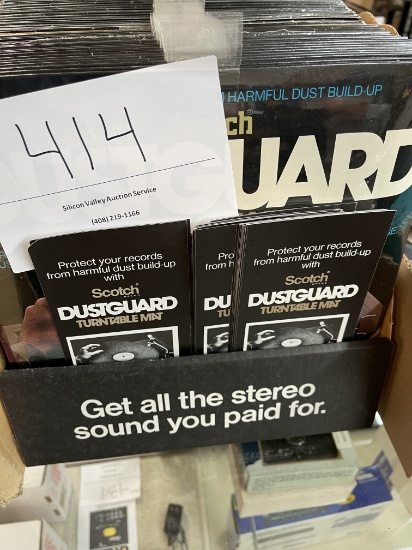 HARMFUL DUST BUILD-UP
ch®
UARD
414
Silicon Valley Auction Service
(408) 219-1166
Protect your records
from harmful dust build-up
with
Scotch
DUSTGUARD
TURNTABLE MAT
Protect your records
from harmful dust build-up
with
Scotch
DUSTGUARD
TURNTABLE MAT
Get all the stereo
sound you paid for.